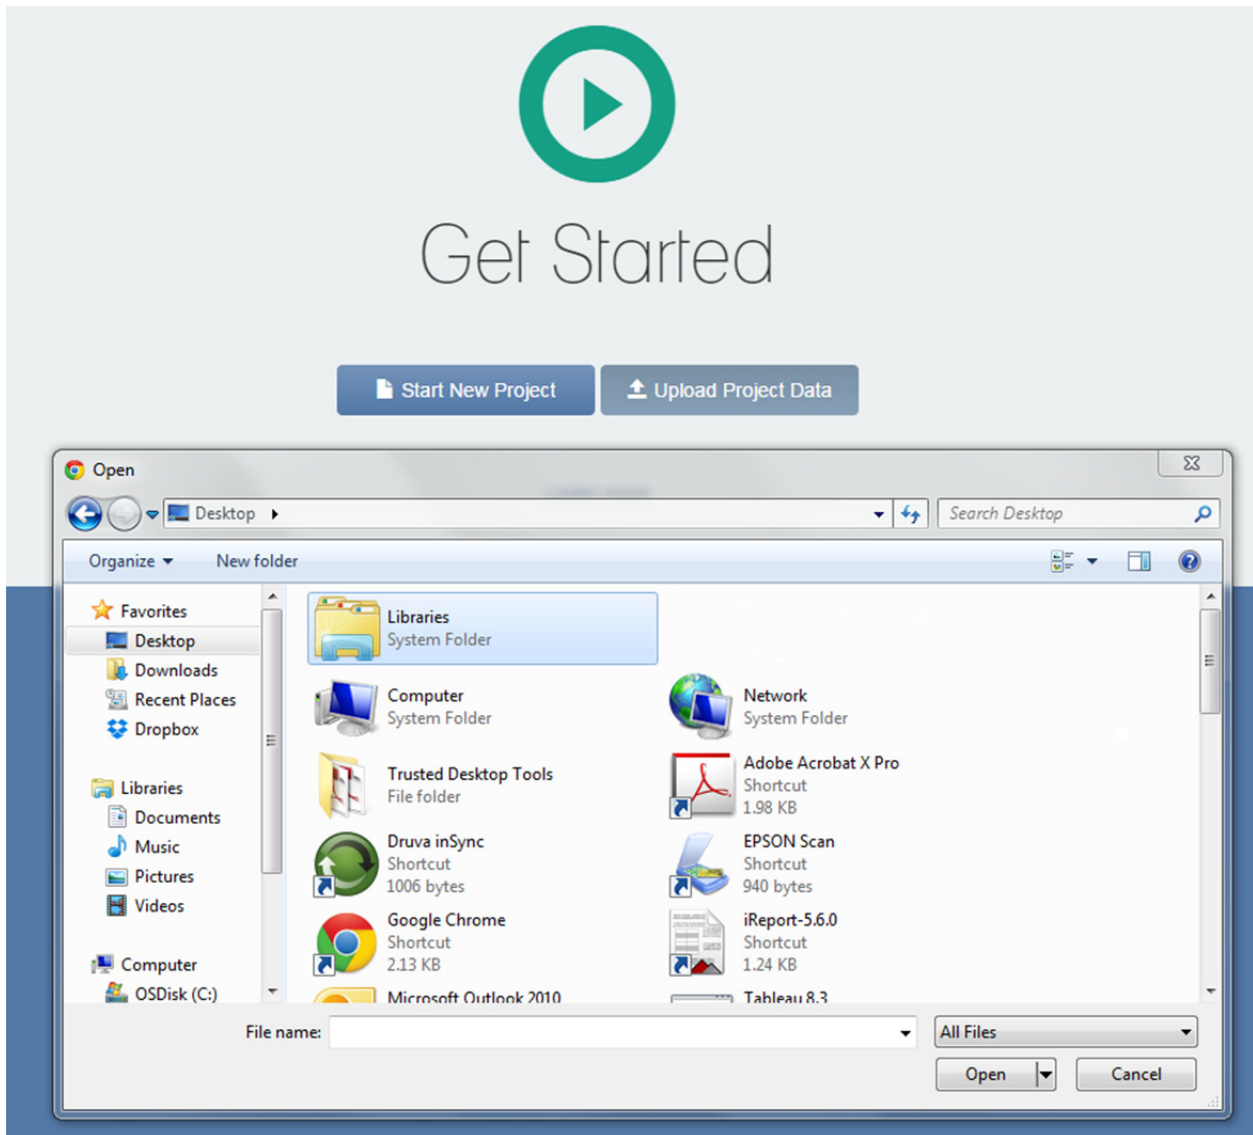 Get Started
Start New Project
Upload Project Data
Open
Desktop
Search Desktop
Organize
New folder
Favorites
Desktop
Downloads
Recent Places
Dropbox
Libraries
Documents
Music
Pictures
Videos
Computer
OSDisk (C:)
Libraries
System Folder
Computer
System Folder
Network
System Folder
Trusted Desktop Tools
File folder
Adobe Acrobat X Pro
Shortcut
1.98 KB
Druva inSync
Shortcut
1006 bytes
EPSON Scan
Shortcut
940 bytes
Google Chrome
Shortcut
2.13 KB
iReport-5.6.0
Shortcut
1.24 KB
Microsoft Outlook 2010
Tableau 8.3
File name:
All Files
Open
Cancel